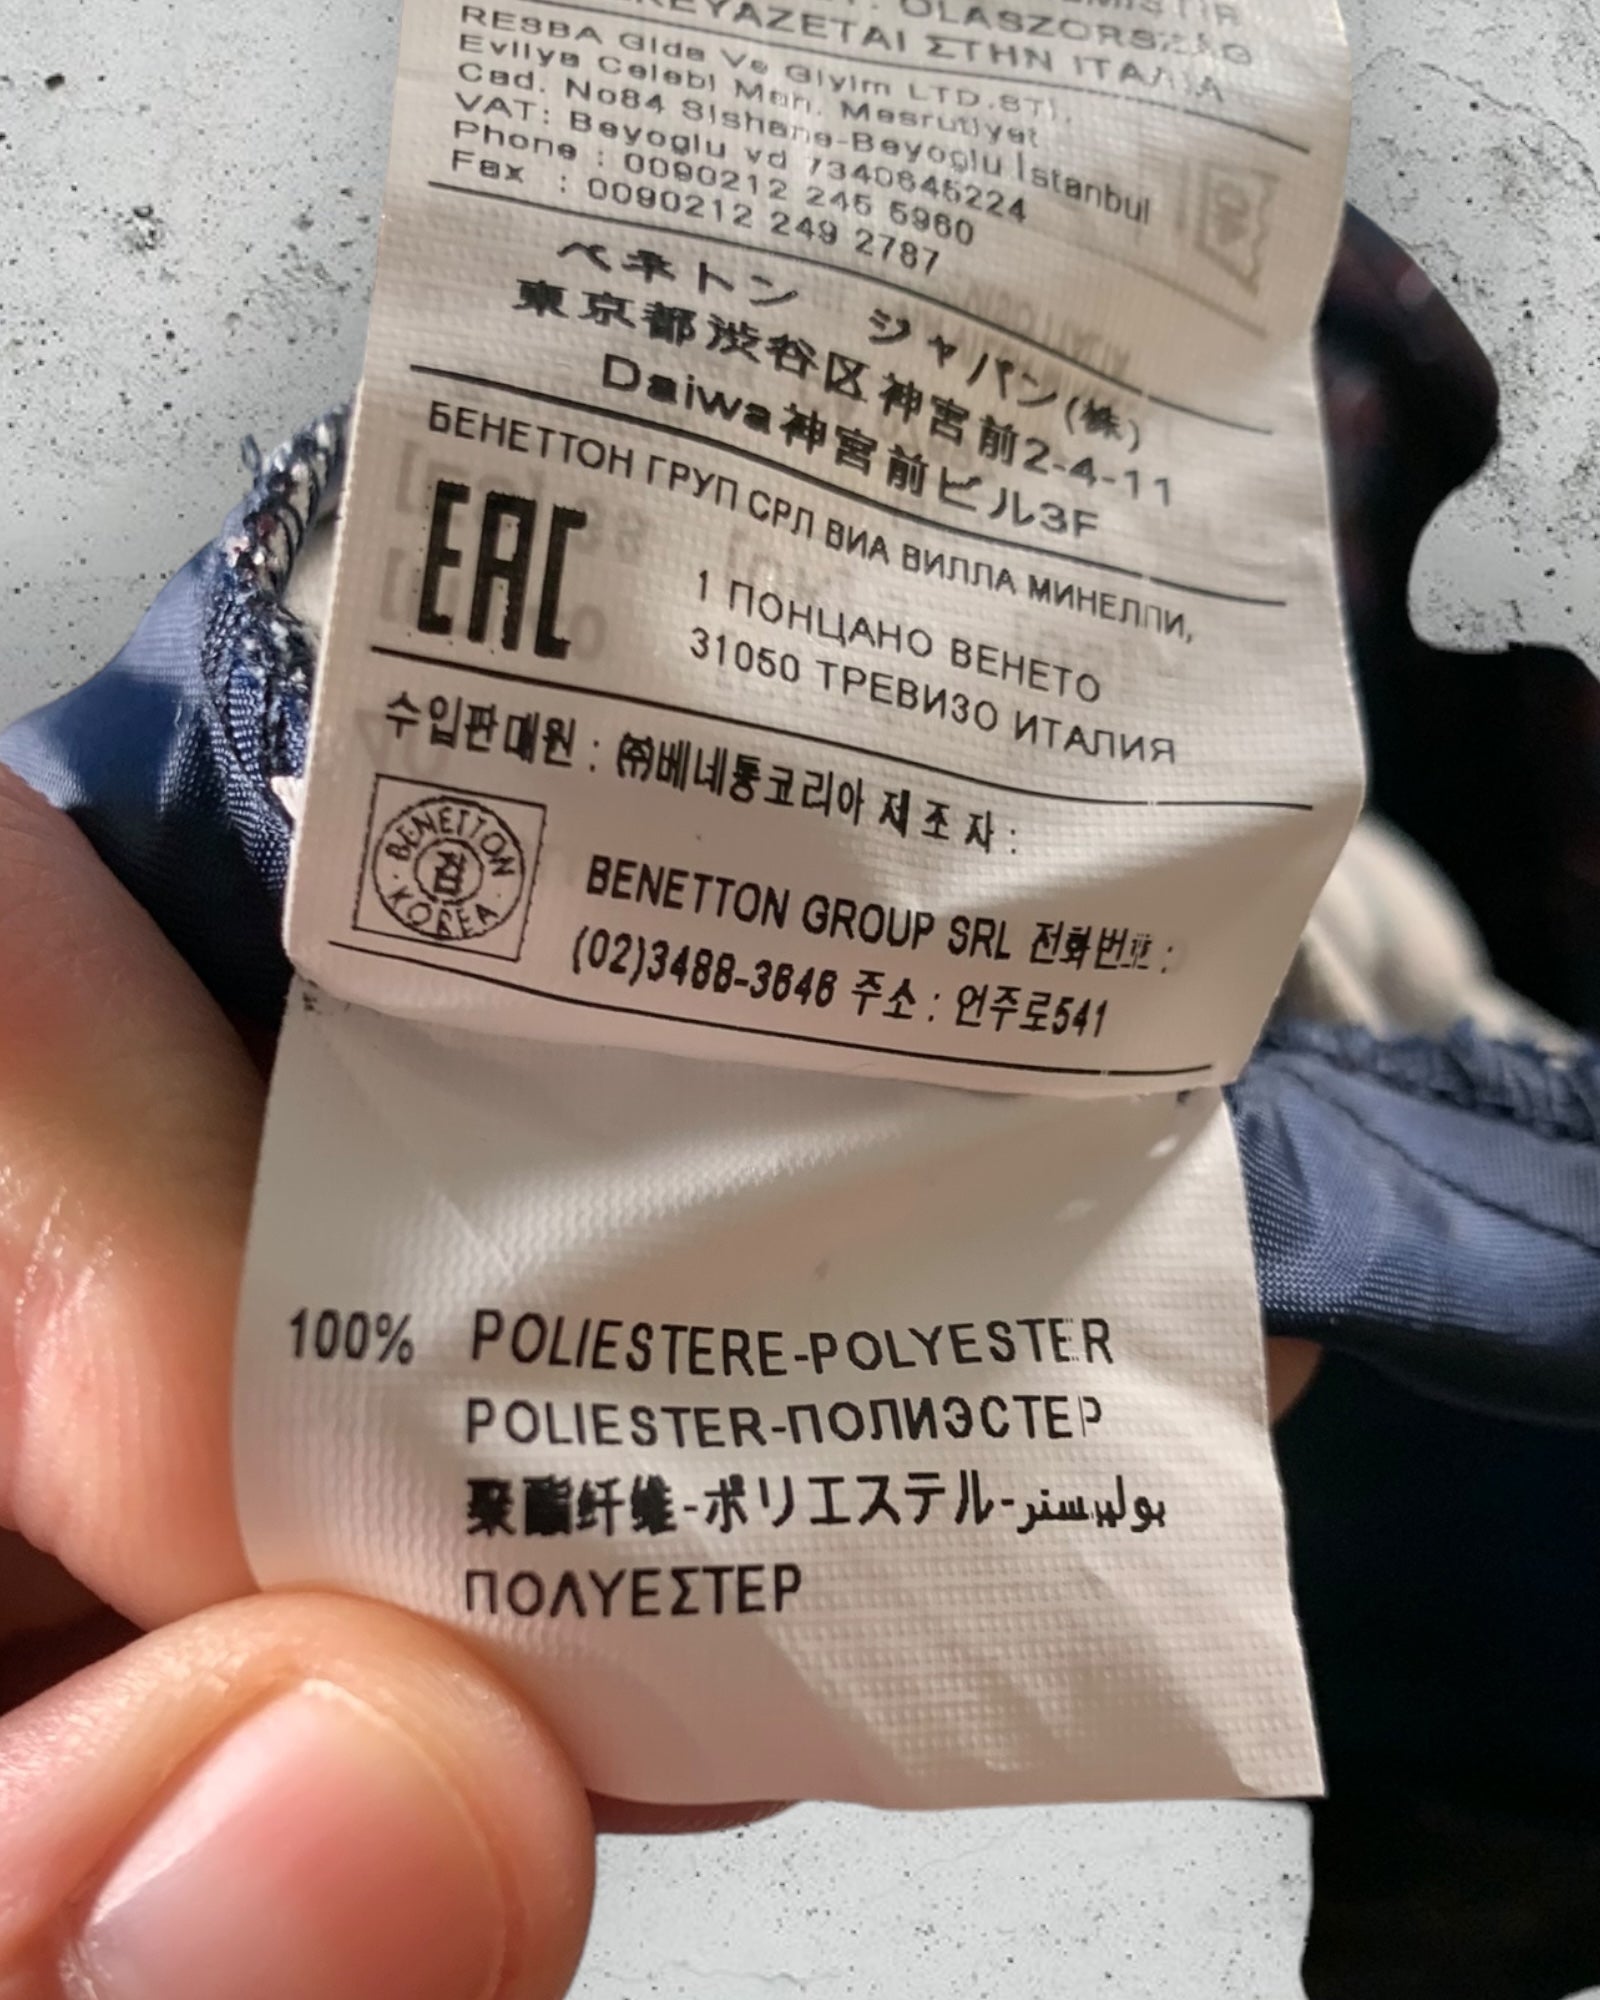 OLASZORSZÁG
ΣΤΗΝ ΙΤΑΛΙΑ
RESBA Gida Ve Giyim LTD.STİ.
Evliya Celebi Mah. Mesrutiyet
Cad. No84 Sishane-Beyoglu İstanbul
VAT: Beyoglu vd 7340645224
Phone : 0090212 245 5960
Fax : 0090212 249 2787
ベネトン ジャパン(株)
東京都渋谷区神宮前2-4-11
Daiwa神宮前ビル3F
БЕНЕТТОН ГРУП СРЛ ВИА ВИЛЛА МИНЕЛЛИ,
EAC
1 ПОНЦАНО ВЕНЕТО
31050 ТРЕВИЗО ИТАЛИЯ
수입판매원 : ㈜베네통코리아 제조자 :
BENETTON KOREA
BENETTON GROUP SRL 전화번호 :
(02)3488-3646 주소 : 언주로541
100% POLIESTERE-POLYESTER
POLIESTER-ПОЛИЭСТЕР
聚酯纤维-ポリエステル-بوليستر
ΠΟΛΥΕΣΤΕΡ